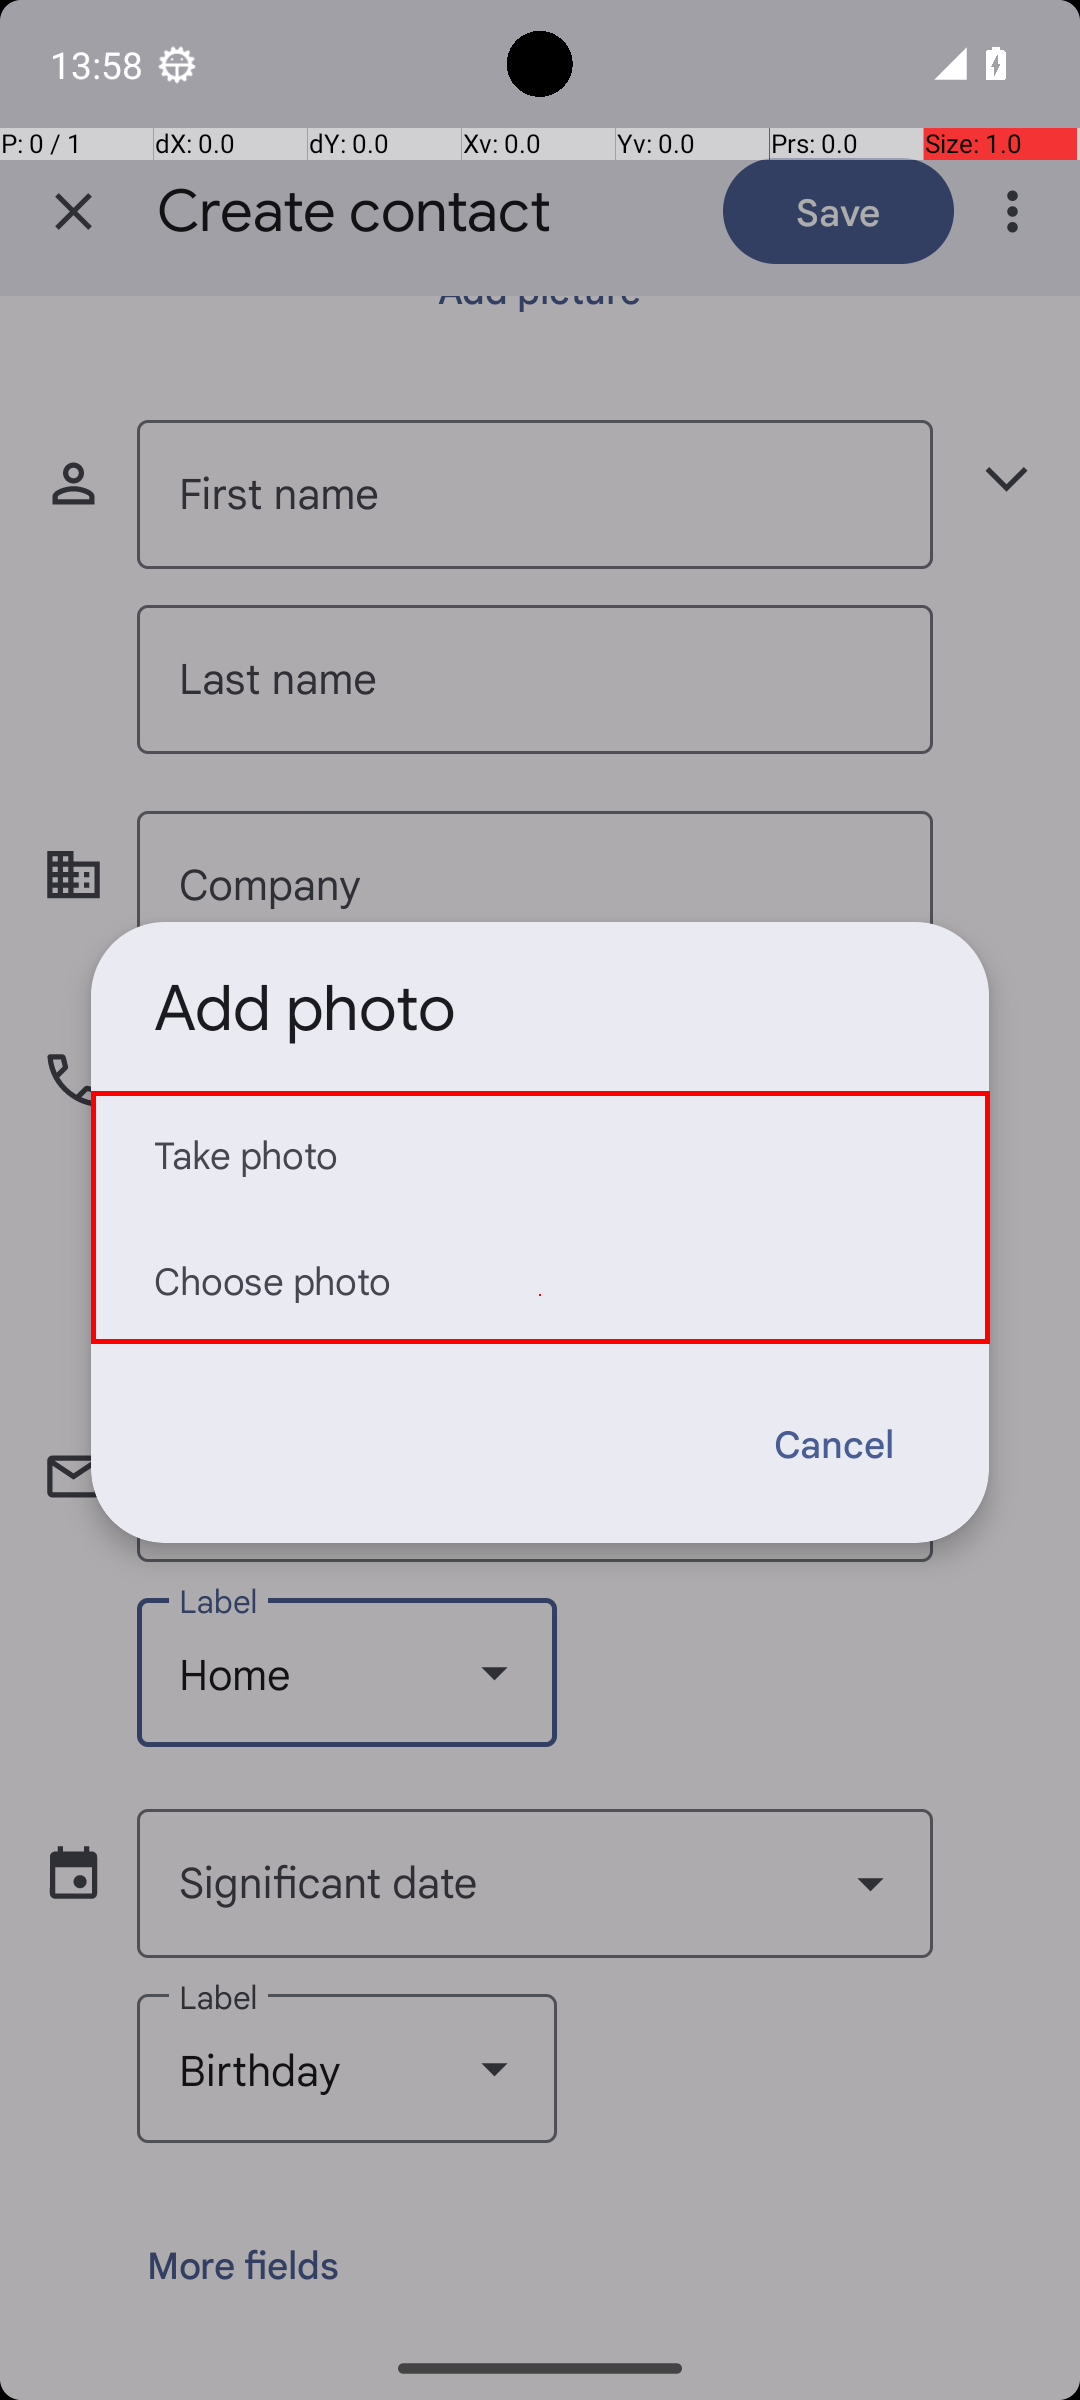 13:58
P: 0 / 1 dX: 0.0 dY: 0.0 Xv: 0.0 Yv: 0.0 Prs: 0.0 Size: 1.0
Create contact Save
Add picture
First name
Last name
Company
Add photo
Take photo
Choose photo
Cancel
Label
Home
Significant date
Label
Birthday
More fields